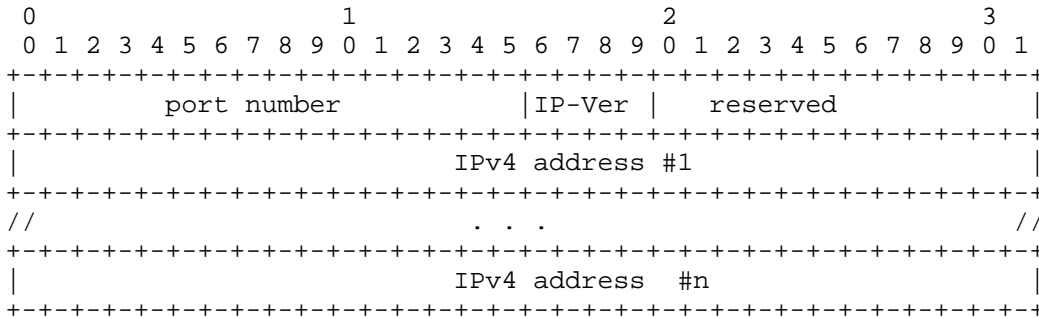 0                   1                   2                   3
 0 1 2 3 4 5 6 7 8 9 0 1 2 3 4 5 6 7 8 9 0 1 2 3 4 5 6 7 8 9 0 1
+-+-+-+-+-+-+-+-+-+-+-+-+-+-+-+-+-+-+-+-+-+-+-+-+-+-+-+-+-+-+-+-+
|         port number           |IP-Ver |   reserved            |
+-+-+-+-+-+-+-+-+-+-+-+-+-+-+-+-+-+-+-+-+-+-+-+-+-+-+-+-+-+-+-+-+
|                           IPv4 address #1                     |
+-+-+-+-+-+-+-+-+-+-+-+-+-+-+-+-+-+-+-+-+-+-+-+-+-+-+-+-+-+-+-+-+
//                           . . .                             //
+-+-+-+-+-+-+-+-+-+-+-+-+-+-+-+-+-+-+-+-+-+-+-+-+-+-+-+-+-+-+-+-+
|                           IPv4 address  #n                    |
+-+-+-+-+-+-+-+-+-+-+-+-+-+-+-+-+-+-+-+-+-+-+-+-+-+-+-+-+-+-+-+-+